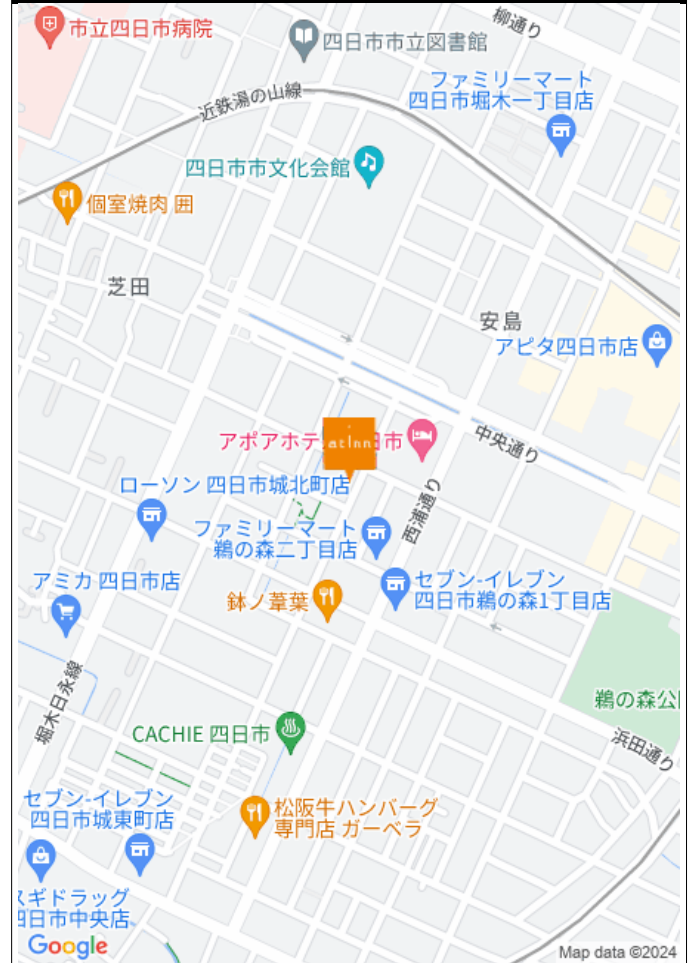 市立四日市病院
四日市市立図書館
柳通り
ファミリーマート
四日市堀木一丁目店
近鉄湯の山線
四日市市文化会館
個室焼肉 囲
芝田
安島
アピタ四日市店
アポアホテ
atinn
日市
中央通り
ローソン 四日市城北町店
西浦通り
ファミリーマート
鵜の森二丁目店
アミカ 四日市店
鉢ノ葦葉
セブン-イレブン
四日市鵜の森1丁目店
堀木日永線
鵜の森公
CACHIE 四日市
浜田通り
セブン-イレブン
四日市城東町店
松阪牛ハンバーグ
専門店 ガーベラ
スギドラッグ
四日市中央店
Google
Map data ©2024